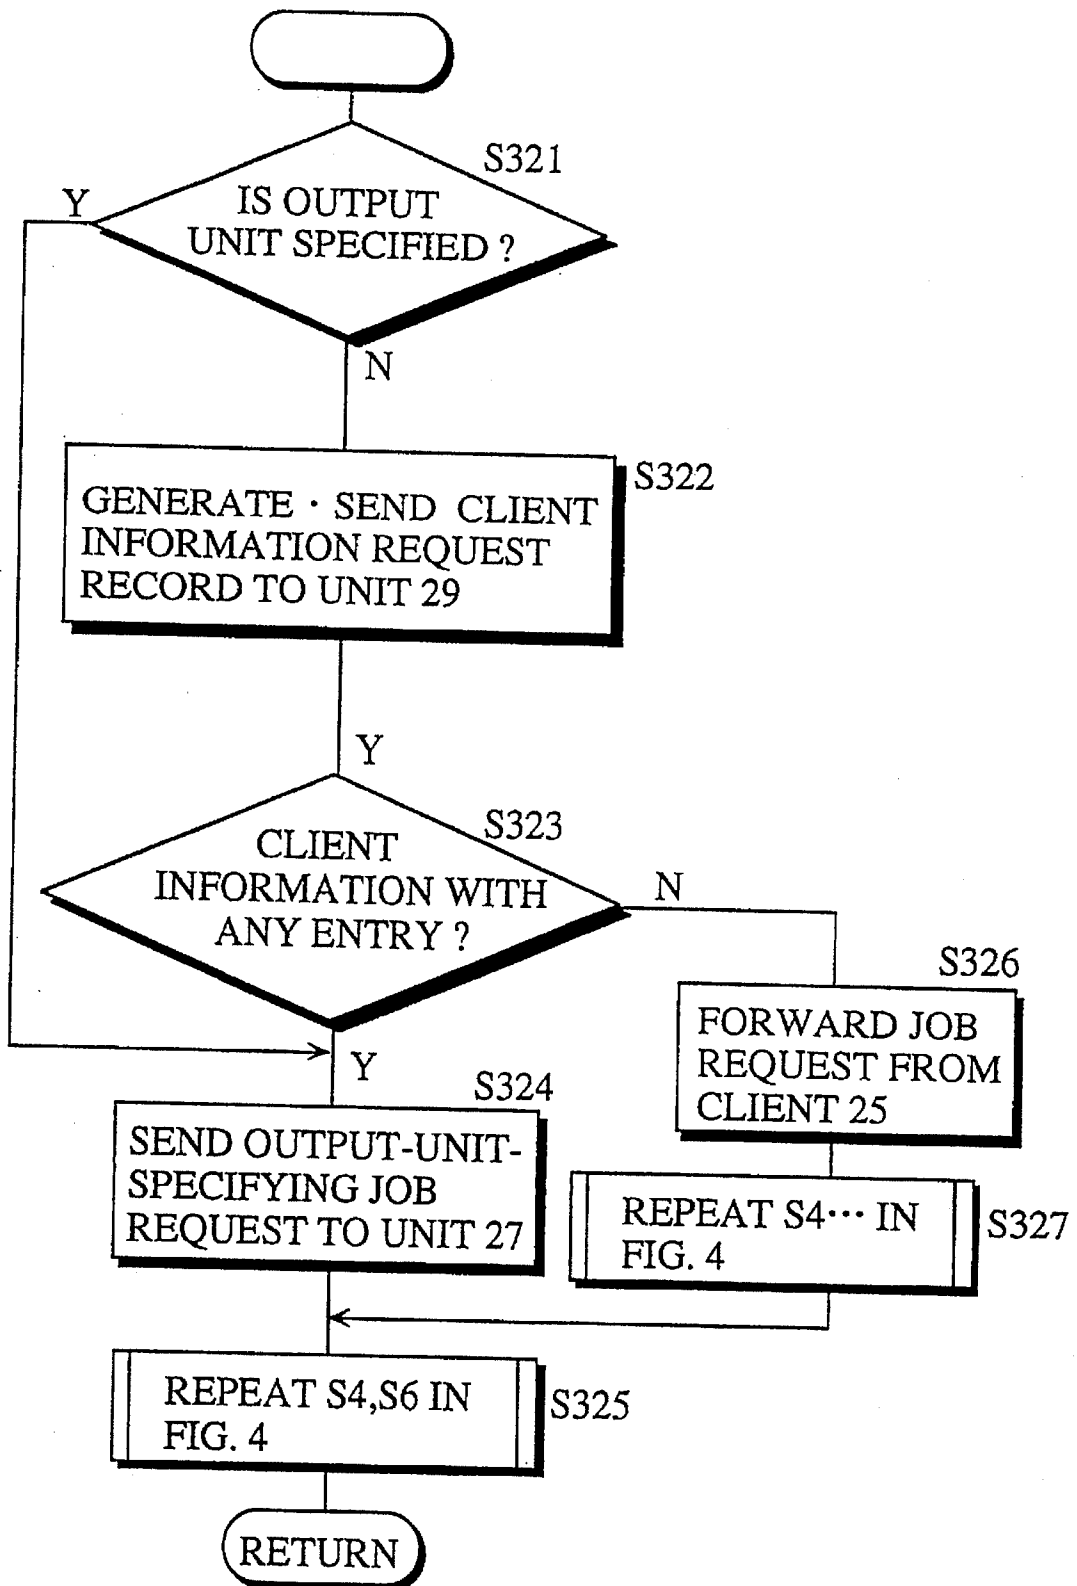 S321
Y
IS OUTPUT
UNIT SPECIFIED ?
N
S322
GENERATE · SEND CLIENT
INFORMATION REQUEST
RECORD TO UNIT 29
Y
S323
CLIENT
INFORMATION WITH
ANY ENTRY ?
N
S326
FORWARD JOB
REQUEST FROM
CLIENT 25
Y
S324
SEND OUTPUT-UNIT-
SPECIFYING JOB
REQUEST TO UNIT 27
REPEAT S4··· IN
FIG. 4
S327
REPEAT S4,S6 IN
FIG. 4
S325
RETURN